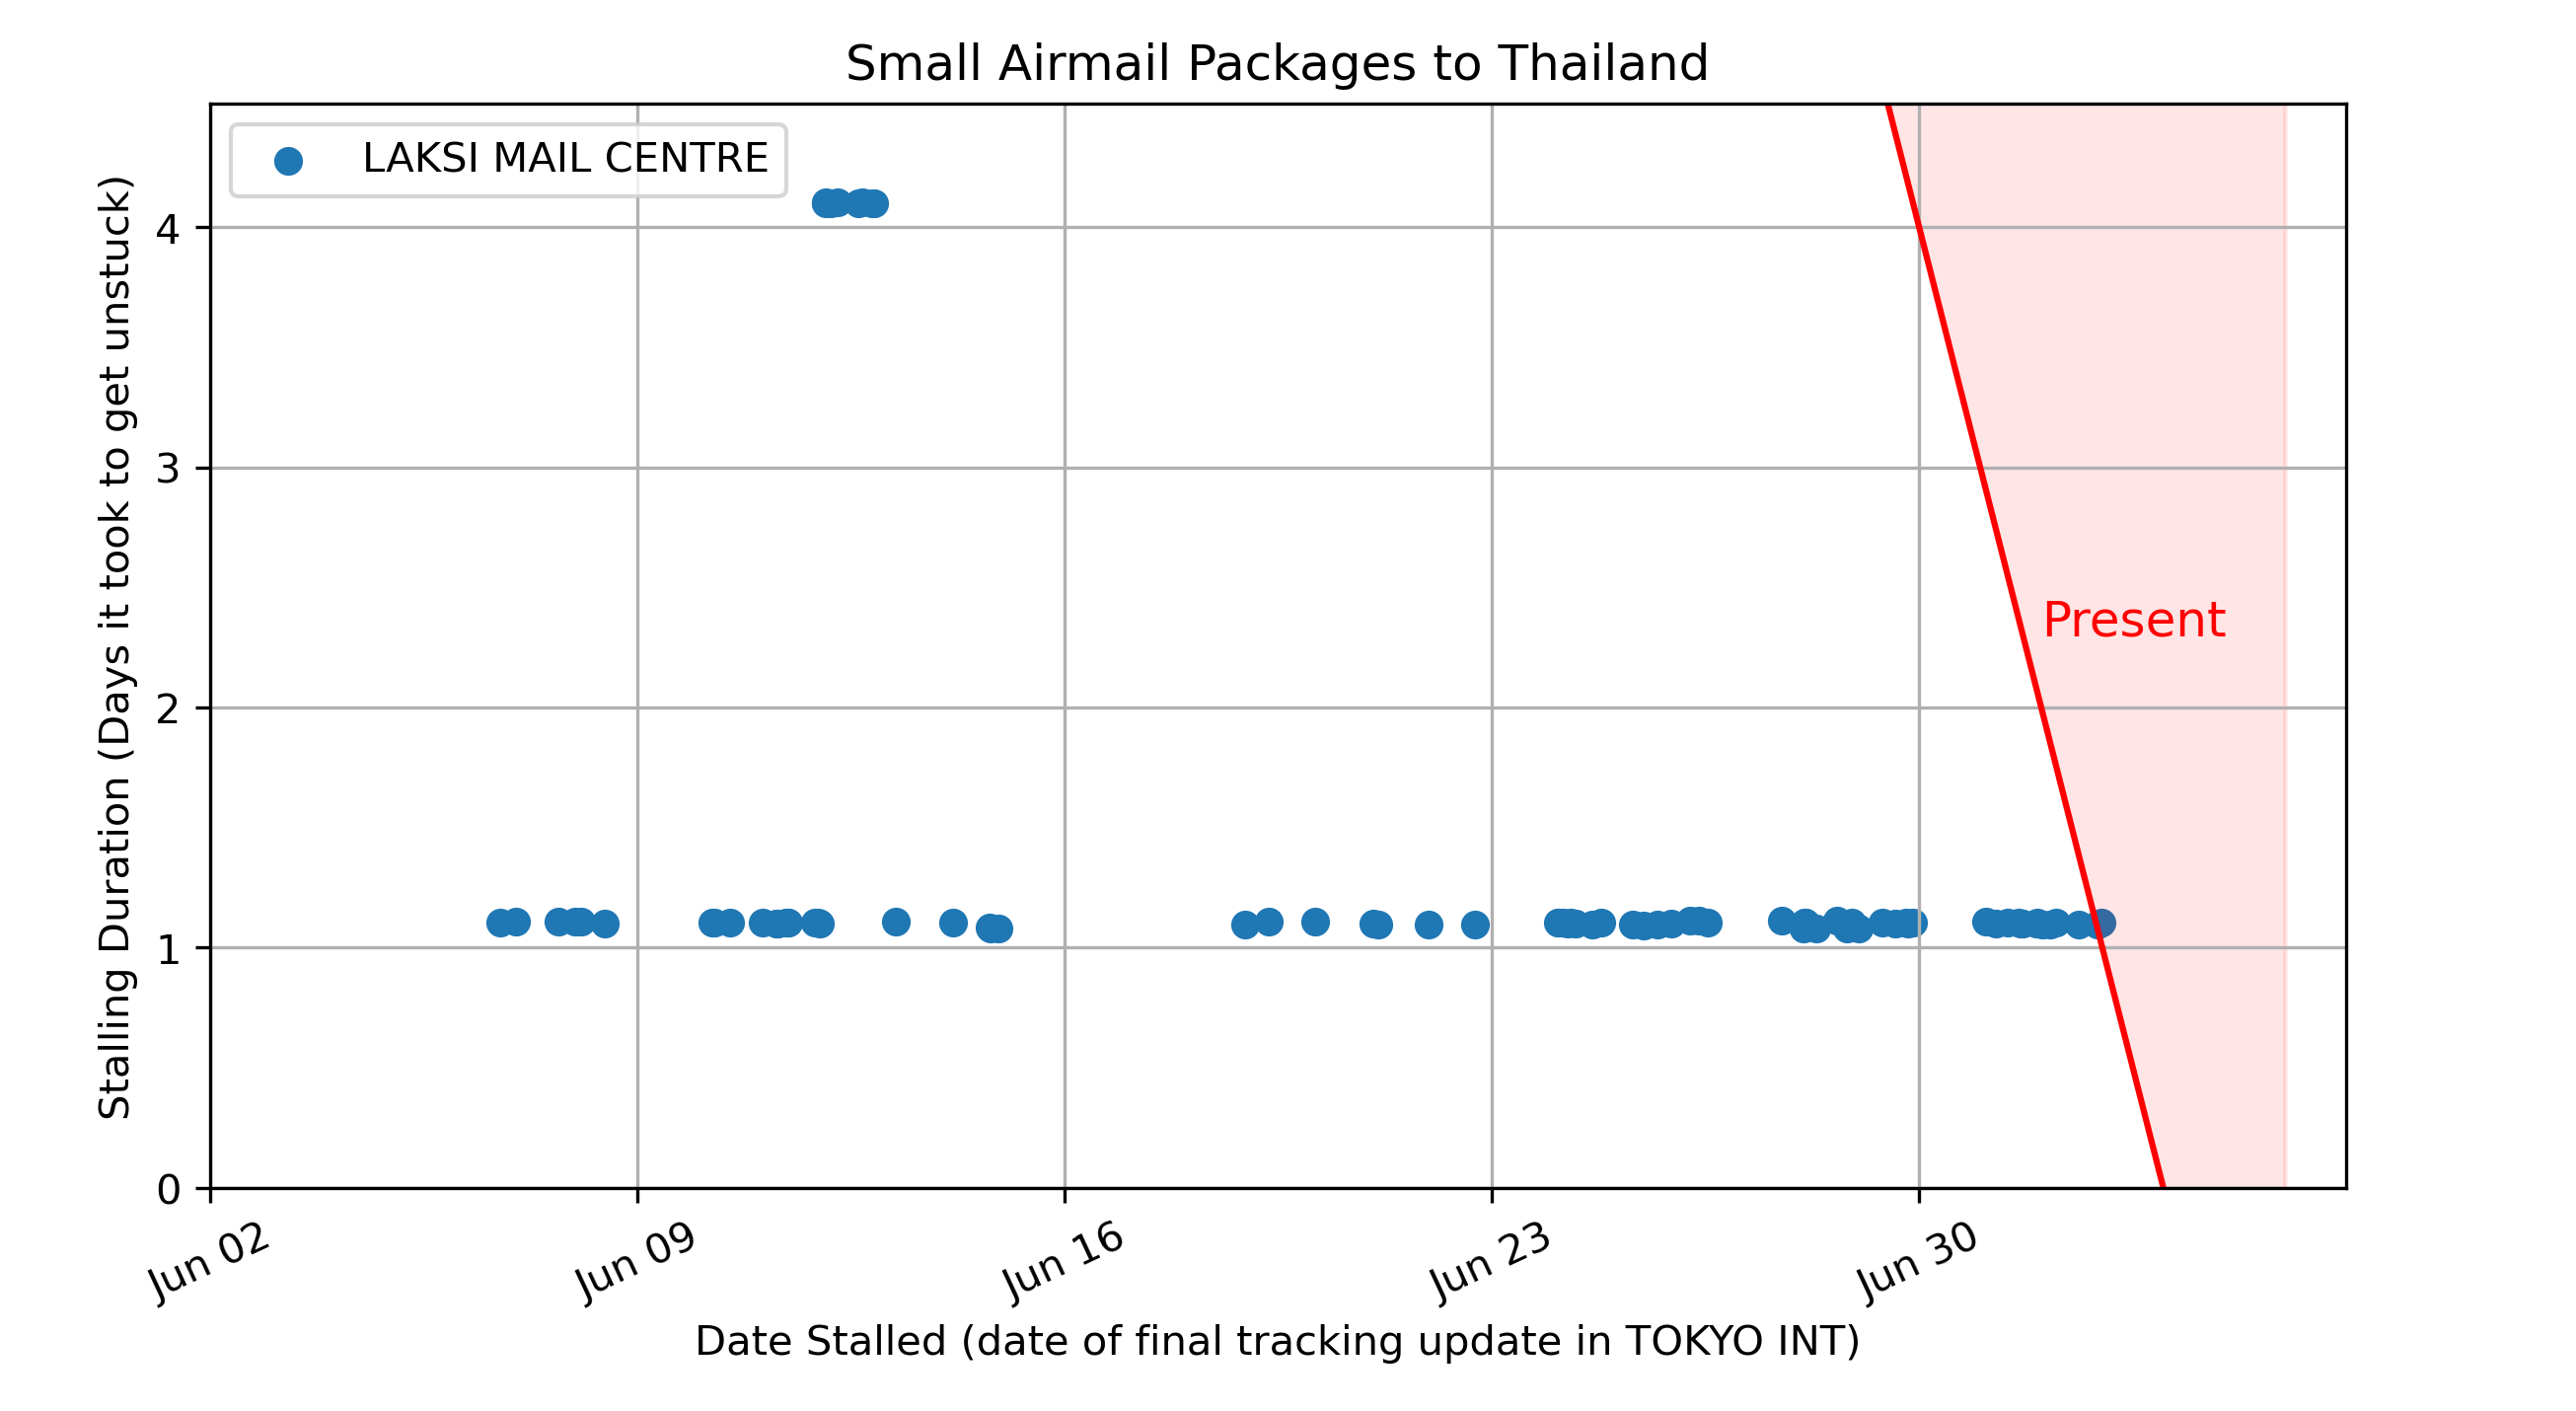 Small Airmail Packages to Thailand
LAKSI MAIL CENTRE
Stalling Duration (Days it took to get unstuck)
4
3
2
1
0
Present
Jun 02
Jun 09
Jun 16
Jun 23
Jun 30
Date Stalled (date of final tracking update in TOKYO INT)